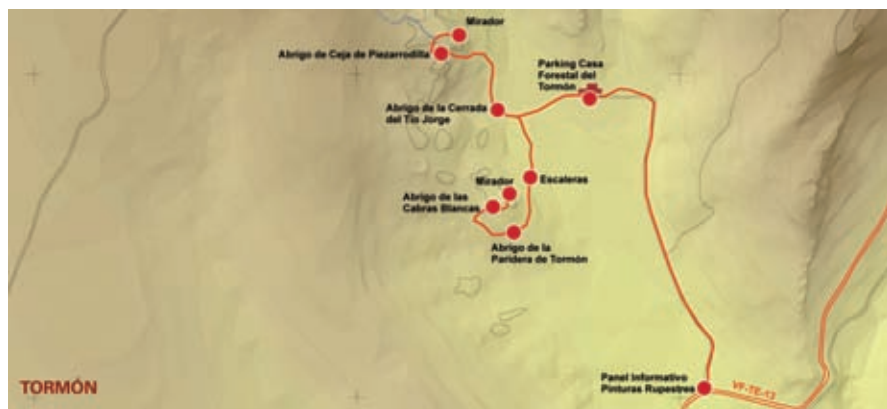 Mirador
Abrigo de Ceja de Piezarrodilla
Parking Casa
Forestal del
Tormón
Abrigo de la Cerrada
del Tío Jorge
Escaleras
Mirador
Abrigo de las
Cabras Blancas
Abrigo de la
Paridera de Tormón
Panel Informativo
Pinturas Rupestres
VF-TE-13
TORMÓN